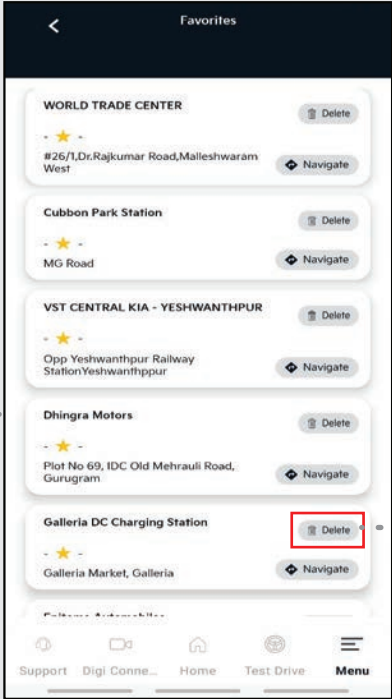 Favorites
WORLD TRADE CENTER
Delete
- -
#26/1,Dr.Rajkumar Road,Malleshwaram
West
Navigate
Cubbon Park Station
Delete
- -
MG Road
Navigate
VST CENTRAL KIA - YESHWANTHPUR
Delete
- -
Opp Yeshwanthpur Railway
StationYeshwanthppur
Navigate
Dhingra Motors
Delete
- -
Plot No 69, IDC Old Mehrauli Road,
Gurugram
Navigate
Galleria DC Charging Station
Delete
- -
Galleria Market, Galleria
Navigate
Support Digi Conne... Home Test Drive Menu